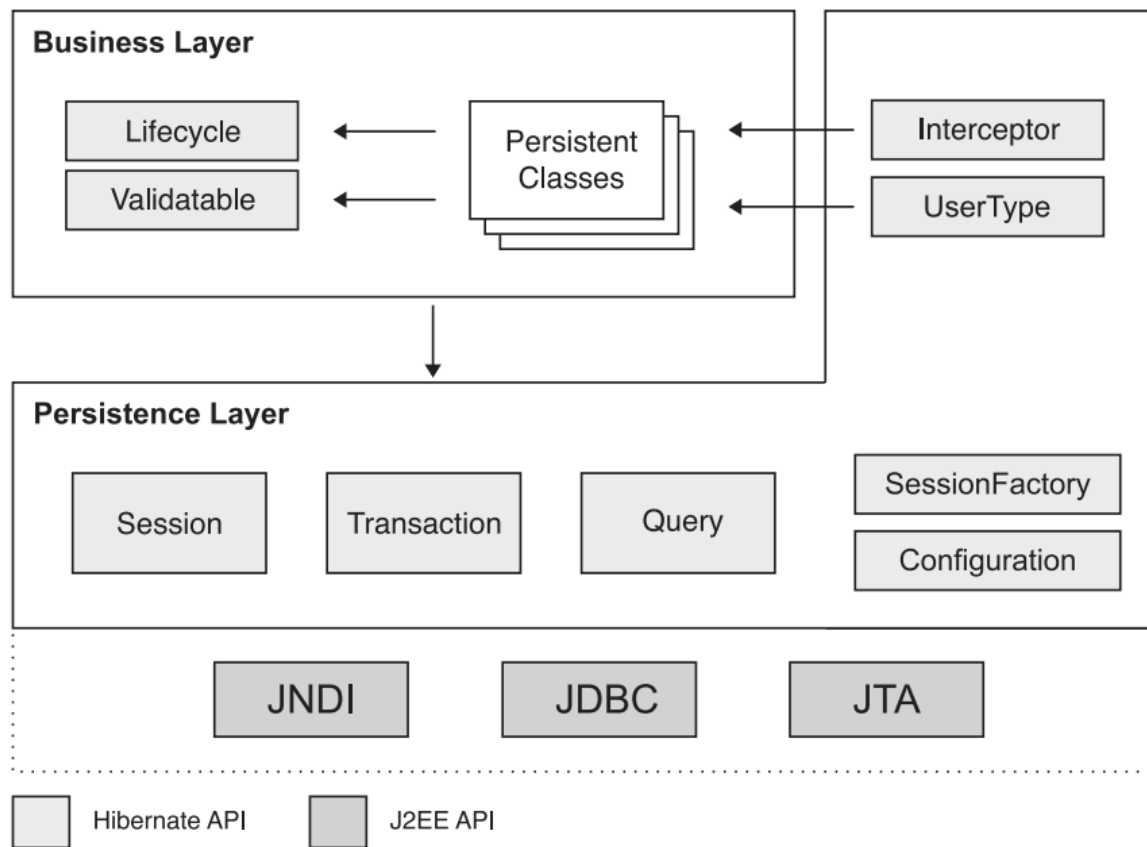 Business Layer
Lifecycle
Validatable
Persistent
Classes
Interceptor
UserType
Persistence Layer
Session
Transaction
Query
SessionFactory
Configuration
JNDI
JDBC
JTA
Hibernate API
J2EE API